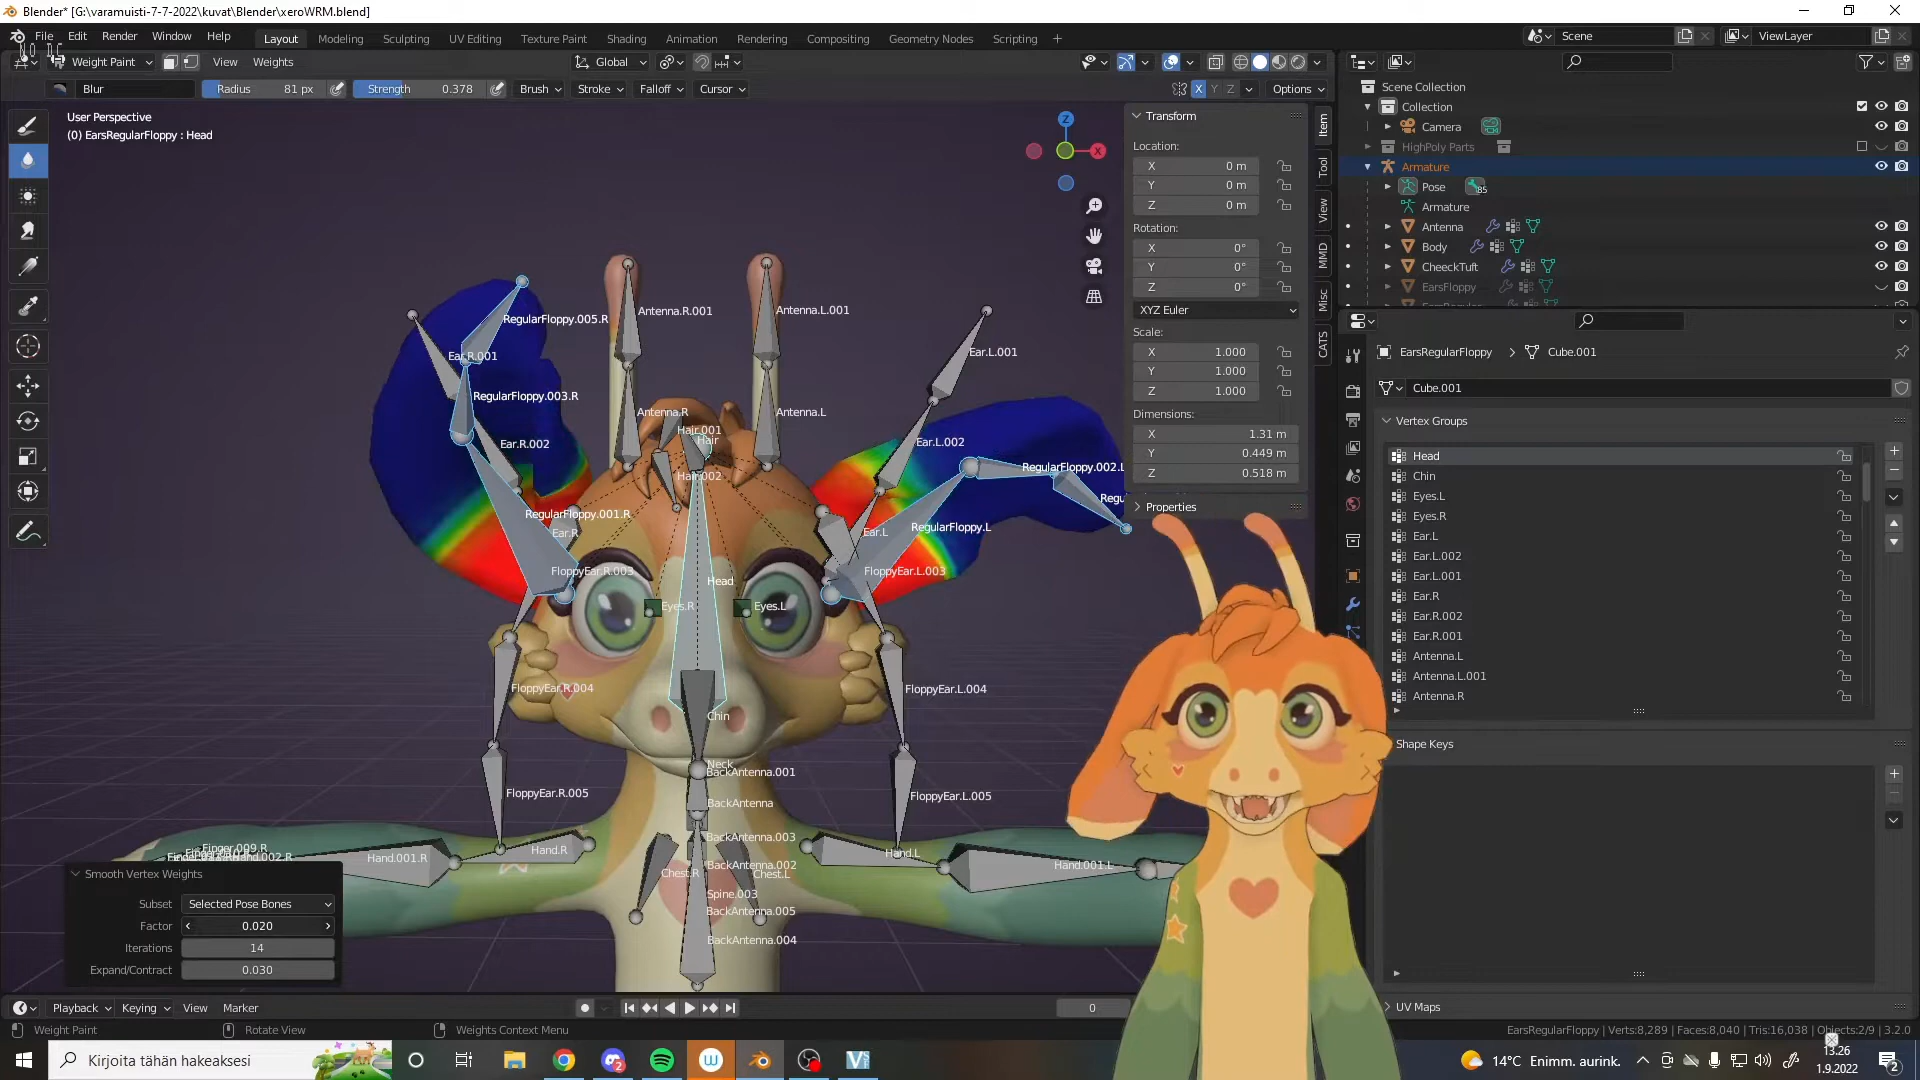 Blender* [G:\varamuisti-7-7-2022\kuvat\Blender\xeroWRM.blend]
File Edit Render Window Help Layout Modeling Sculpting UV Editing Texture Paint Shading Animation Rendering Compositing Geometry Nodes Scripting + Scene ViewLayer
Weight Paint View Weights Global
Blur Radius 81 px Strength 0.378 Brush Stroke Falloff Cursor X Y Z Options
User Perspective
(0) EarsRegularFloppy : Head
Z
X
Transform
Location:
X 0 m
Y 0 m
Z 0 m
Rotation:
X 0°
Y 0°
Z 0°
XYZ Euler
Scale:
X 1.000
Y 1.000
Z 1.000
Dimensions:
X 1.31 m
Y 0.449 m
Z 0.518 m
Properties
Item
Tool
View
MMD
Misc
CATS
Scene Collection
Collection
Camera
HighPoly Parts
Armature
Pose 85
Armature
Antenna
Body
CheeckTuft
EarsFloppy
EarsRegularFloppy Cube.001
Cube.001
Vertex Groups
Head
Chin
Eyes.L
Eyes.R
Ear.L
Ear.L.002
Ear.L.001
Ear.R
Ear.R.002
Ear.R.001
Antenna.L
Antenna.L.001
Antenna.R
Shape Keys
UV Maps
RegularFloppy.005.R
Antenna.R.001
Antenna.L.001
Ear.R.001
Ear.L.001
RegularFloppy.003.R
Antenna.R
Antenna.L
Hair.001
Hair
Ear.R.002
Ear.L.002
Hair.002
RegularFloppy.002.L
Regu
RegularFloppy.001.R
Ear.R
Ear.L
RegularFloppy.L
FloppyEar.R.003
FloppyEar.L.003
Head
Eyes.R
Eyes.L
FloppyEar.R.004
FloppyEar.L.004
Chin
Neck
BackAntenna.001
FloppyEar.R.005
FloppyEar.L.005
BackAntenna
BackAntenna.003
Finger.009.R
Hand.001.R
Hand.R
Hand.L
Hand.001.L
BackAntenna.002
Chest.R
Chest.L
Spine.003
BackAntenna.005
BackAntenna.004
Smooth Vertex Weights
Subset Selected Pose Bones
Factor 0.020
Iterations 14
Expand/Contract 0.030
Playback Keying View Marker 0
Weight Paint Rotate View Weights Context Menu
EarsRegularFloppy | Verts:8,289 | Faces:8,040 | Tris:16,038 | Objects:2/9 | 3.2.0
Kirjoita tähän hakeaksesi
2
14°C Enimm. aurink.
13.26
1.9.2022
2